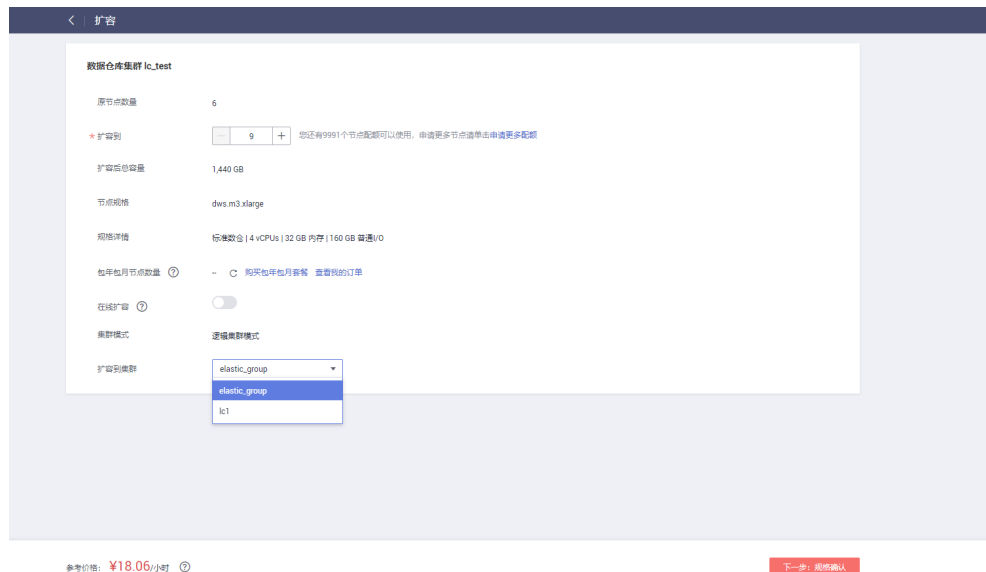 扩容
数据仓库集群 lc_test
原节点数量 6
* 扩容到 − 9 + 您还有9991个节点配额可以使用，申请更多节点请单击申请更多配额
扩容后总容量 1,440 GB
节点规格 dws.m3.xlarge
规格详情 标准数仓 | 4 vCPUs | 32 GB 内存 | 160 GB 普通I/O
包年包月节点数量 ? -- 购买包年包月套餐 查看我的订单
在线扩容 ?
集群模式 逻辑集群模式
扩容到集群 elastic_group
elastic_group
lc1
参考价格: ¥18.06/小时 ? 下一步：规格确认